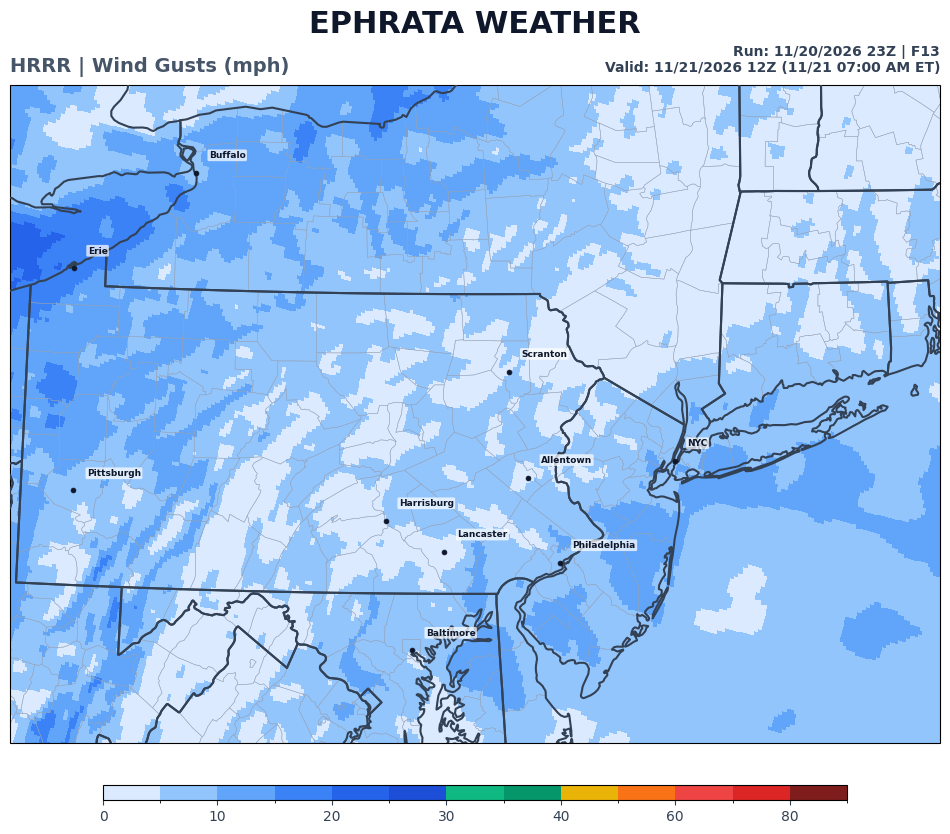 EPHRATA WEATHER
HRRR | Wind Gusts (mph)
Run: 11/20/2026 23Z | F13
Valid: 11/21/2026 12Z (11/21 07:00 AM ET)
Buffalo
Erie
Scranton
NYC
Allentown
Pittsburgh
Harrisburg
Lancaster
Philadelphia
Baltimore
0 10 20 30 40 50 60 70 80